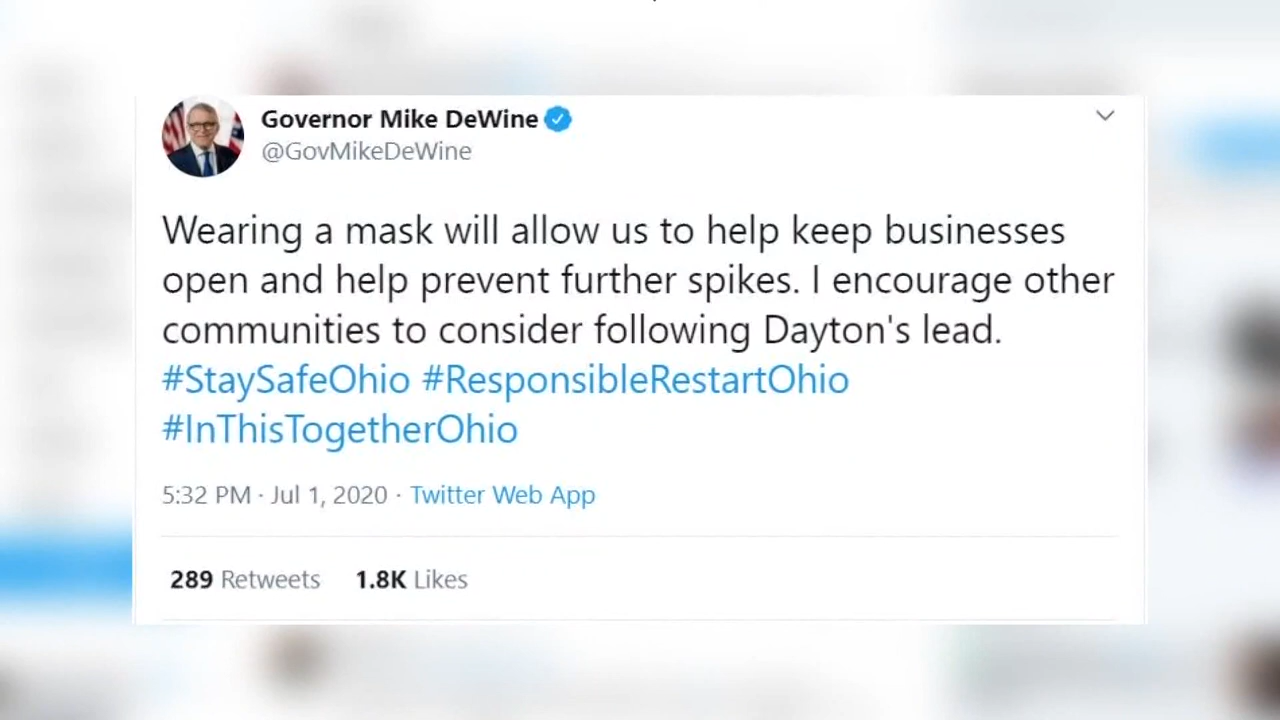 Governor Mike DeWine
@GovMikeDeWine
Wearing a mask will allow us to help keep businesses
open and help prevent further spikes. I encourage other
communities to consider following Dayton's lead.
#StaySafeOhio #ResponsibleRestartOhio
#InThisTogetherOhio
5:32 PM · Jul 1, 2020 · Twitter Web App
289 Retweets 1.8K Likes